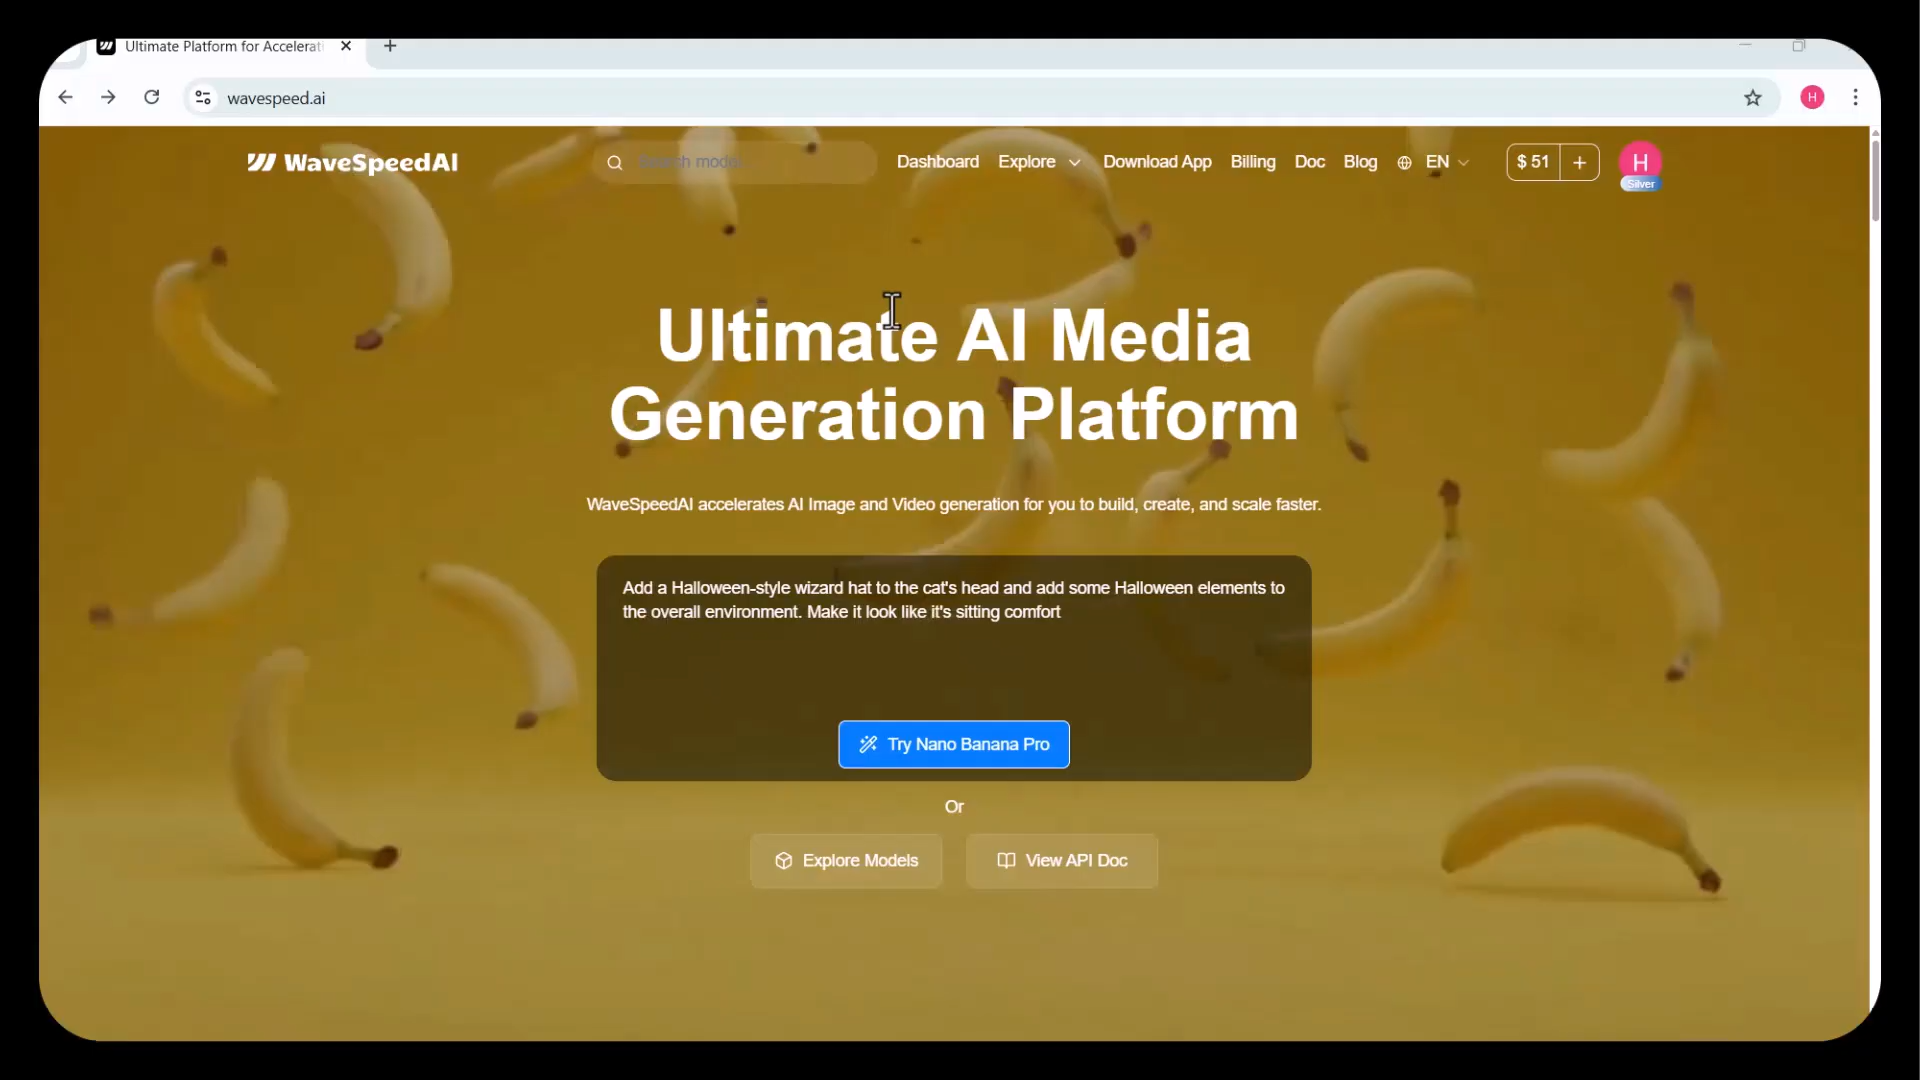 Ultimate Platform for Accelerati
wavespeed.ai
H
WaveSpeedAI
Search model
Dashboard
Explore
Download App
Billing
Doc
Blog
EN
$ 51
H
Silver
Ultimate AI Media
Generation Platform
WaveSpeedAI accelerates AI Image and Video generation for you to build, create, and scale faster.
Add a Halloween-style wizard hat to the cat's head and add some Halloween elements to
the overall environment. Make it look like it's sitting comfort
Try Nano Banana Pro
Or
Explore Models
View API Doc